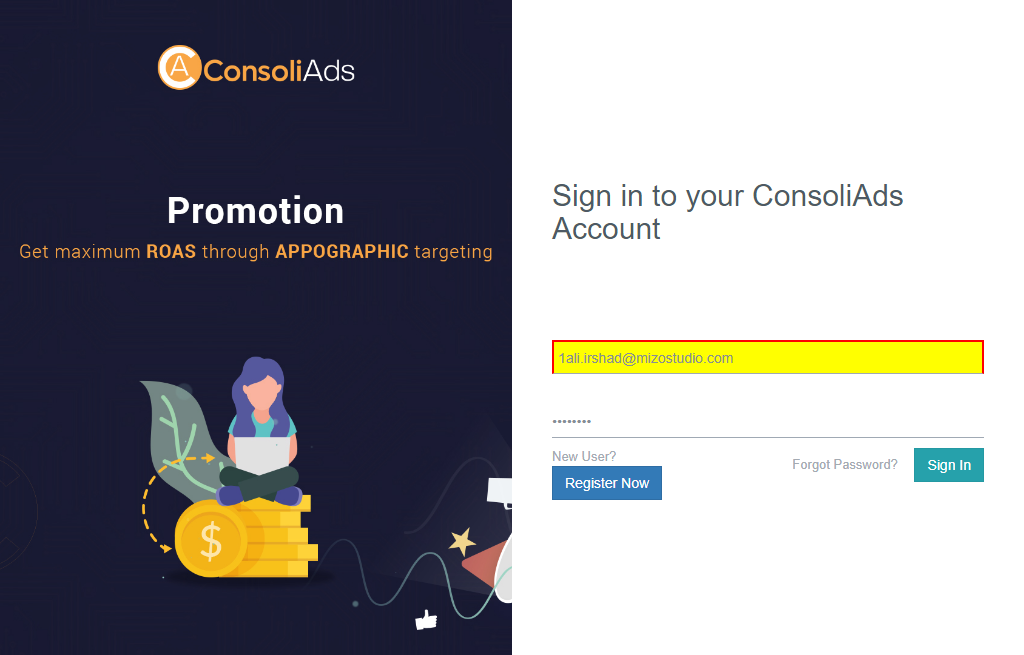 ConsoliAds
Promotion
Get maximum ROAS through APPOGRAPHIC targeting
$
Sign in to your ConsoliAds
Account
1ali.irshad@mizostudio.com
••••••••
New User?
Register Now
Forgot Password?
Sign In